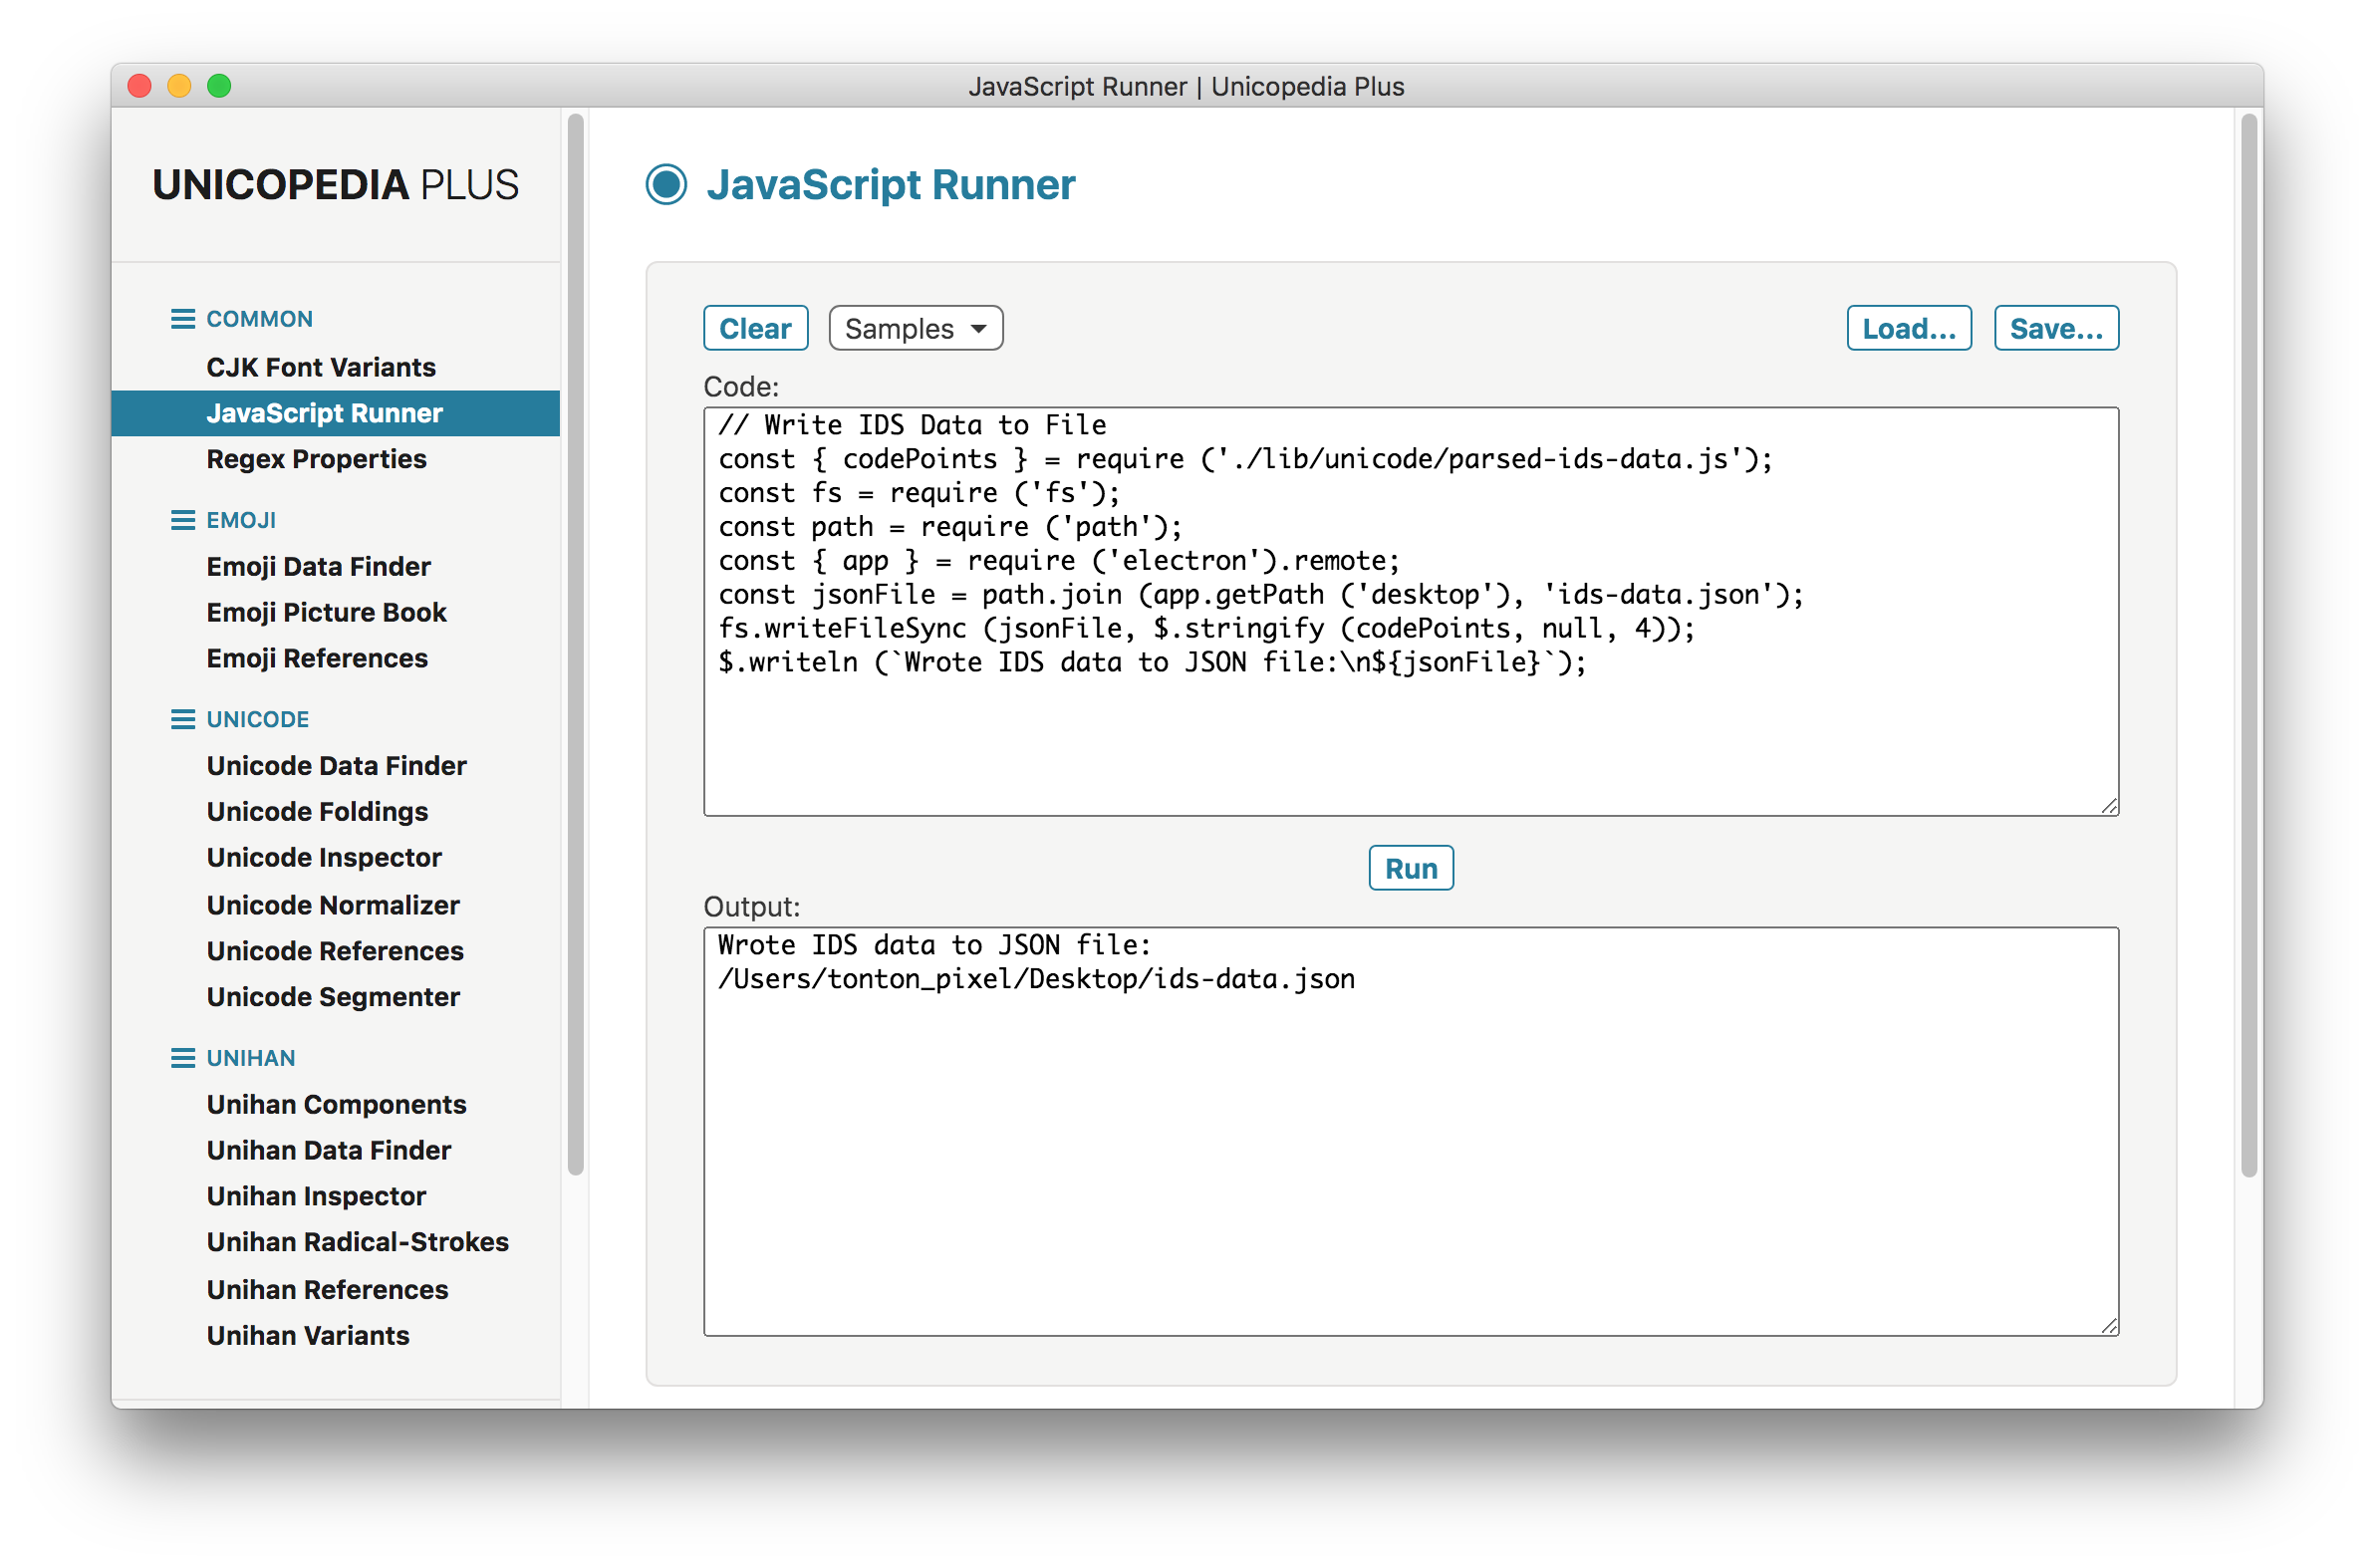 JavaScript Runner | Unicopedia Plus
UNICOPEDIA PLUS
COMMON
CJK Font Variants
JavaScript Runner
Regex Properties
EMOJI
Emoji Data Finder
Emoji Picture Book
Emoji References
UNICODE
Unicode Data Finder
Unicode Foldings
Unicode Inspector
Unicode Normalizer
Unicode References
Unicode Segmenter
UNIHAN
Unihan Components
Unihan Data Finder
Unihan Inspector
Unihan Radical-Strokes
Unihan References
Unihan Variants
JavaScript Runner
Clear Samples Load... Save...
Code:
// Write IDS Data to File
const { codePoints } = require ('./lib/unicode/parsed-ids-data.js');
const fs = require ('fs');
const path = require ('path');
const { app } = require ('electron').remote;
const jsonFile = path.join (app.getPath ('desktop'), 'ids-data.json');
fs.writeFileSync (jsonFile, $.stringify (codePoints, null, 4));
$.writeln (`Wrote IDS data to JSON file:\n${jsonFile}`);
Run
Output:
Wrote IDS data to JSON file:
/Users/tonton_pixel/Desktop/ids-data.json